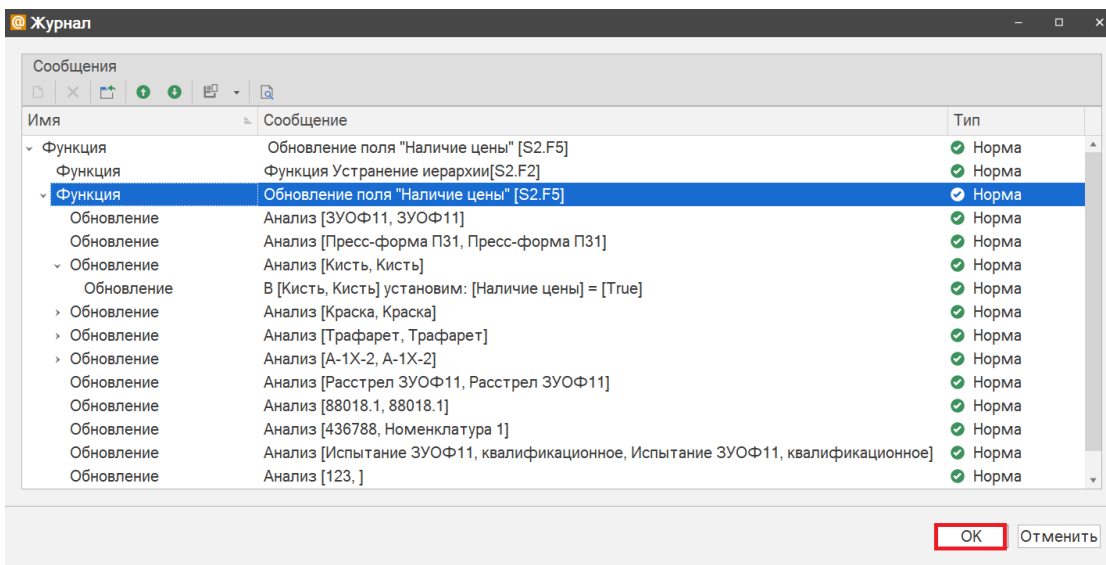 Журнал
Сообщения
Имя Сообщение Тип
Функция Обновление поля "Наличие цены" [S2.F5] Норма
Функция Функция Устранение иерархии[S2.F2] Норма
Функция Обновление поля "Наличие цены" [S2.F5] Норма
Обновление Анализ [ЗУОФ11, ЗУОФ11] Норма
Обновление Анализ [Пресс-форма П31, Пресс-форма П31] Норма
Обновление Анализ [Кисть, Кисть] Норма
Обновление В [Кисть, Кисть] установим: [Наличие цены] = [True] Норма
Обновление Анализ [Краска, Краска] Норма
Обновление Анализ [Трафарет, Трафарет] Норма
Обновление Анализ [А-1Х-2, А-1Х-2] Норма
Обновление Анализ [Расстрел ЗУОФ11, Расстрел ЗУОФ11] Норма
Обновление Анализ [88018.1, 88018.1] Норма
Обновление Анализ [436788, Номенклатура 1] Норма
Обновление Анализ [Испытание ЗУОФ11, квалификационное, Испытание ЗУОФ11, квалификационное] Норма
Обновление Анализ [123, ] Норма
OK Отменить